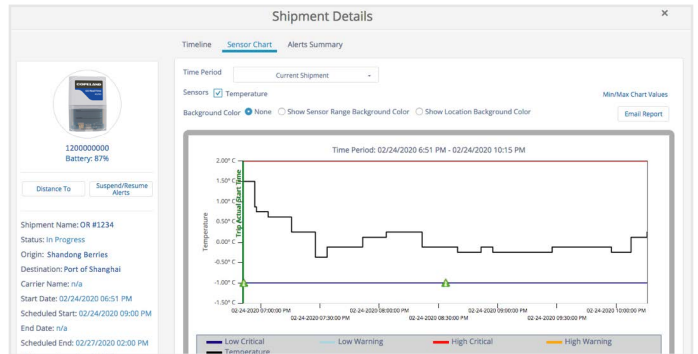 Shipment Details
×
Timeline Sensor Chart Alerts Summary
COPELAND
1200000000
Battery: 87%
Distance To
Suspend/Resume
Alerts
Shipment Name: OR #1234
Status: In Progress
Origin: Shandong Berries
Destination: Port of Shanghai
Carrier Name: n/a
Start Date: 02/24/2020 06:51 PM
Scheduled Start: 02/24/2020 09:00 PM
End Date: n/a
Scheduled End: 02/27/2020 02:00 PM
Time Period Current Shipment
Sensors Temperature
Min/Max Chart Values
Background Color None Show Sensor Range Background Color Show Location Background Color
Email Report
Time Period: 02/24/2020 6:51 PM - 02/24/2020 10:15 PM
Temperature
2.00° C
1.50° C
1.00° C
0.50° C
0.00° C
-0.50° C
-1.00° C
-1.50° C
Trip Actual Start Time
02-24-2020 07:00:00 PM
02-24-2020 07:30:00 PM
02-24-2020 08:00:00 PM
02-24-2020 08:30:00 PM
02-24-2020 09:00:00 PM
02-24-2020 09:30:00 PM
02-24-2020 10:00:00 PM
Low Critical Low Warning High Critical High Warning
Temperature